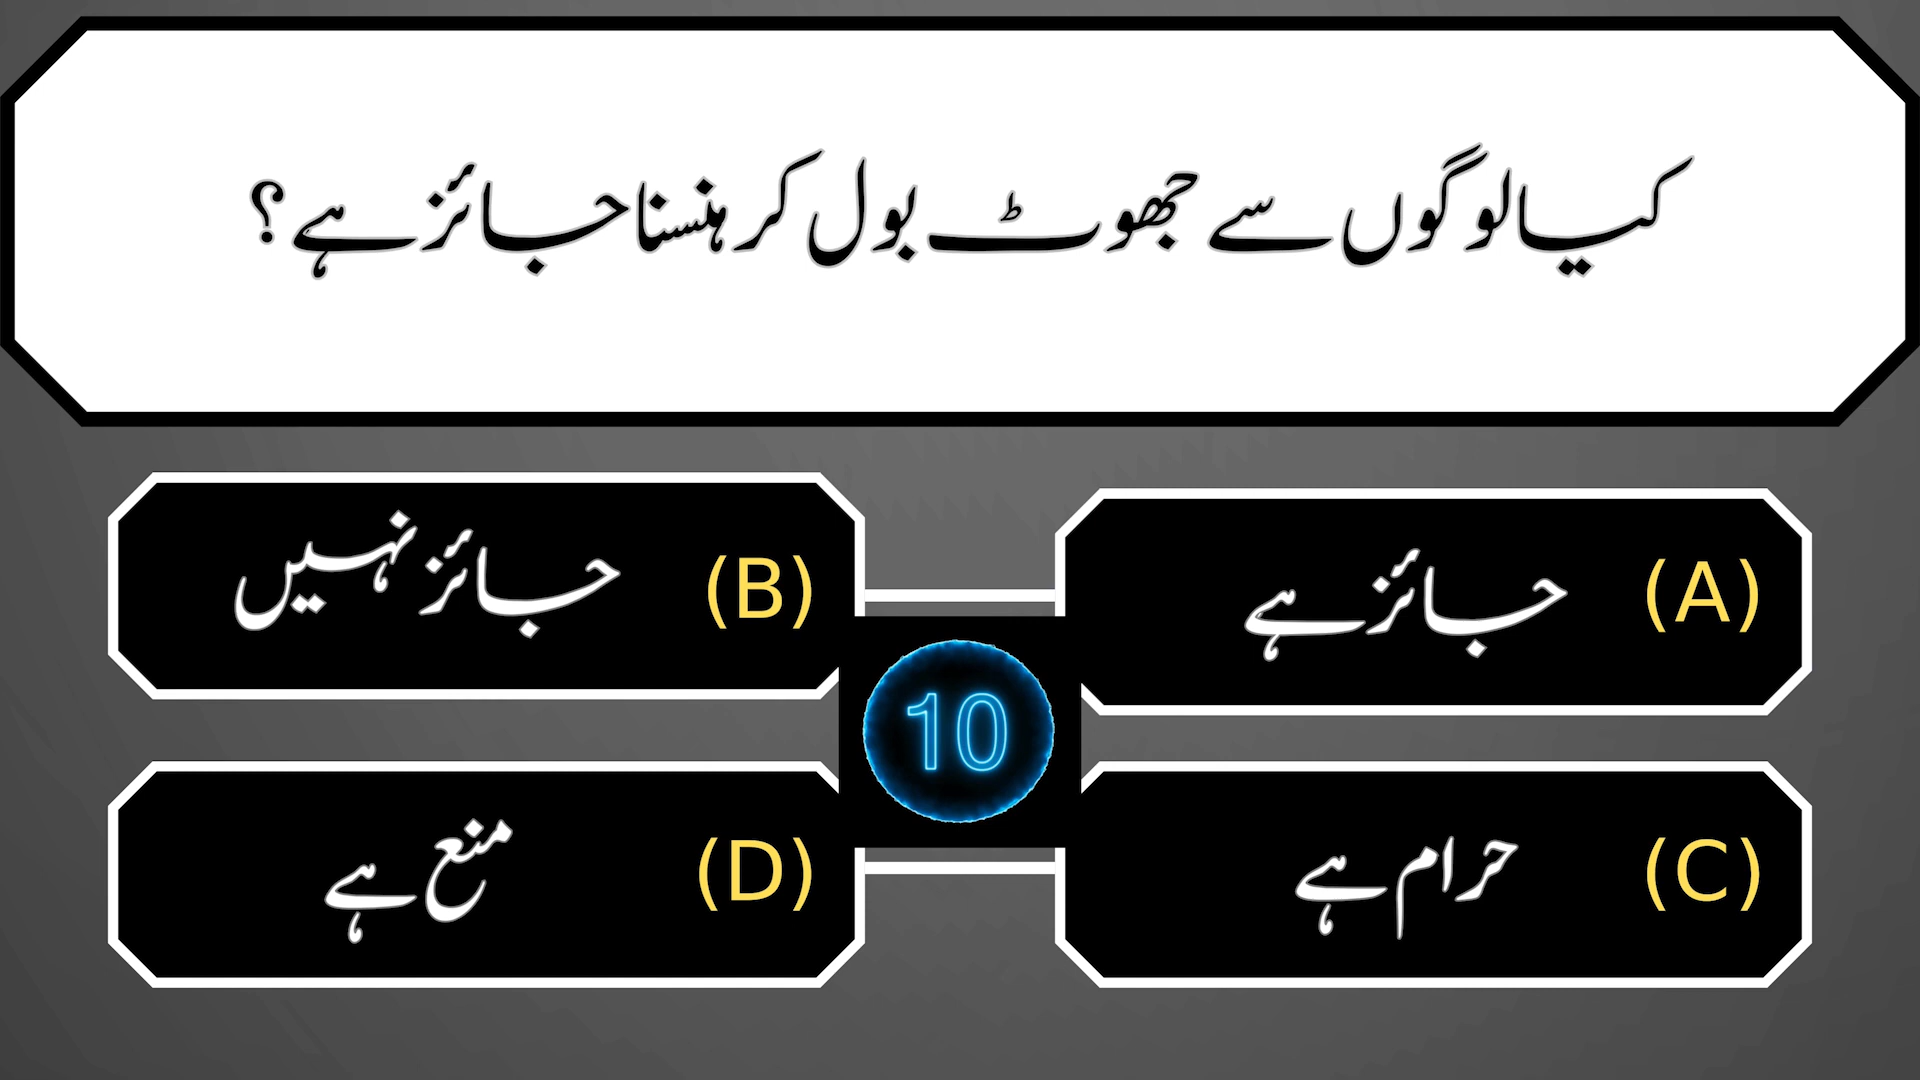 کیا لوگوں سے جھوٹ بول کر ہنسنا جائز ہے؟
(A) جائز ہے
(B) جائز نہیں
10
(C) حرام ہے
(D) منع ہے